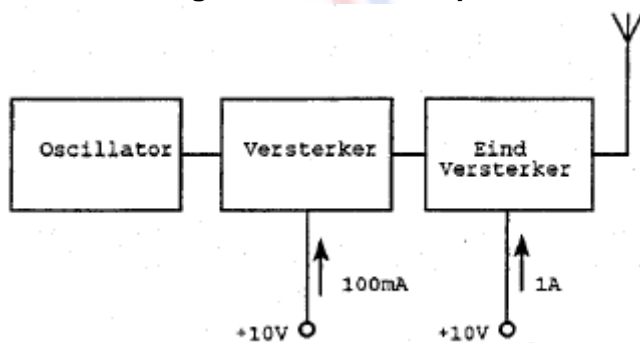 Oscillator
Versterker
Eind
Versterker
100mA
1A
+10V
+10V